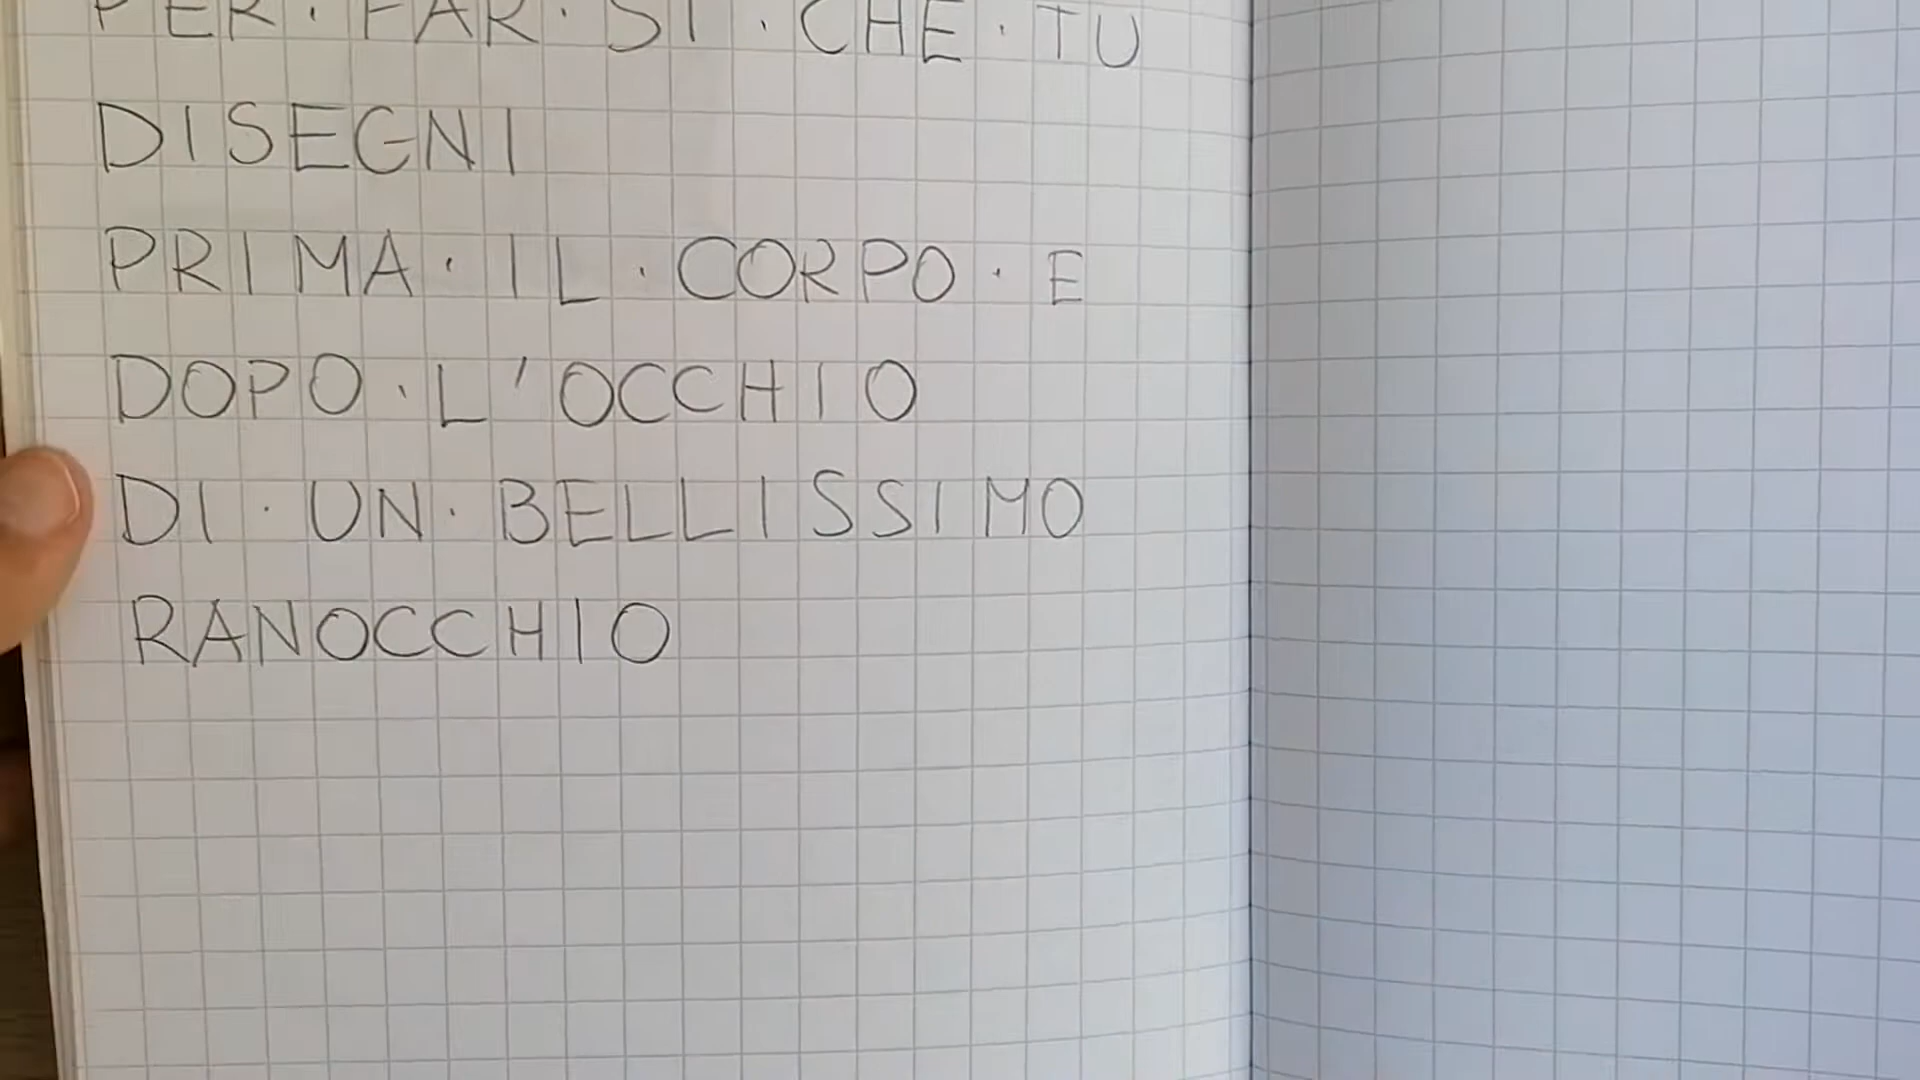 PER · FAR · SI · CHE · TU
DISEGNI
PRIMA · IL · CORPO · E
DOPO · L'OCCHIO
DI · UN · BELLISSIMO
RANOCCHIO